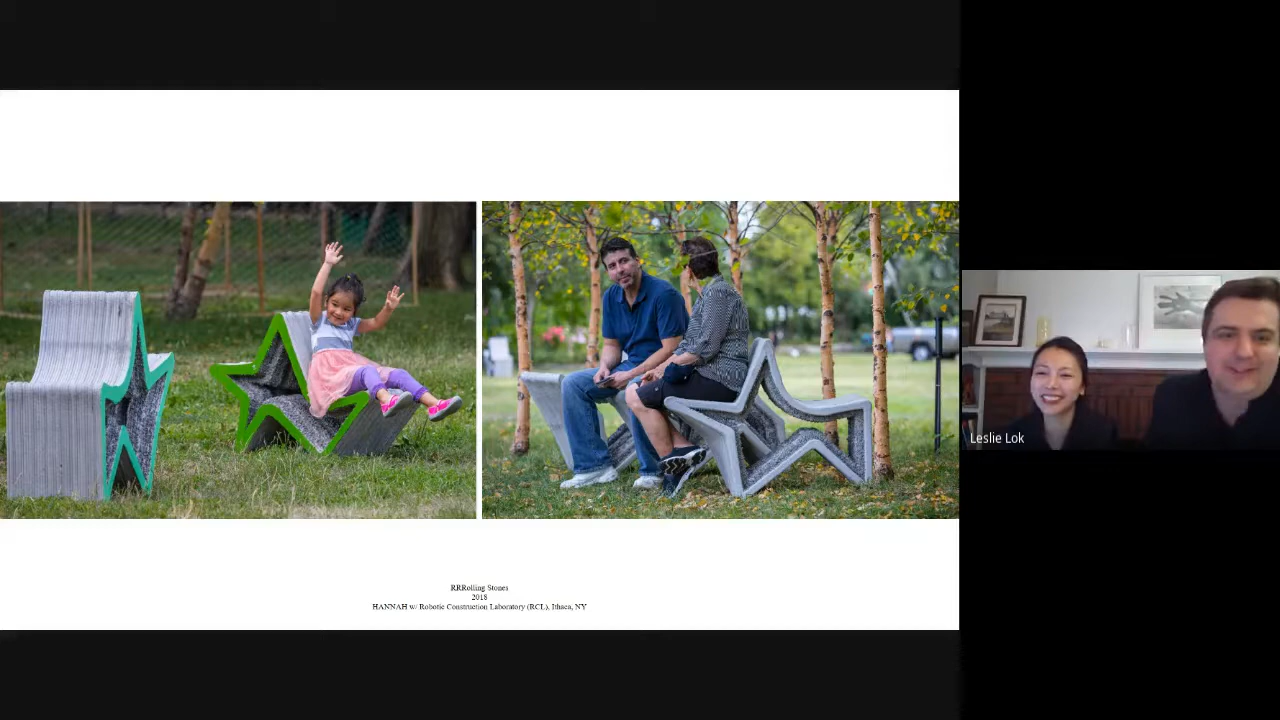 RRRolling Stones
2018
HANNAH w/ Robotic Construction Laboratory (RCL), Ithaca, NY
Leslie Lok